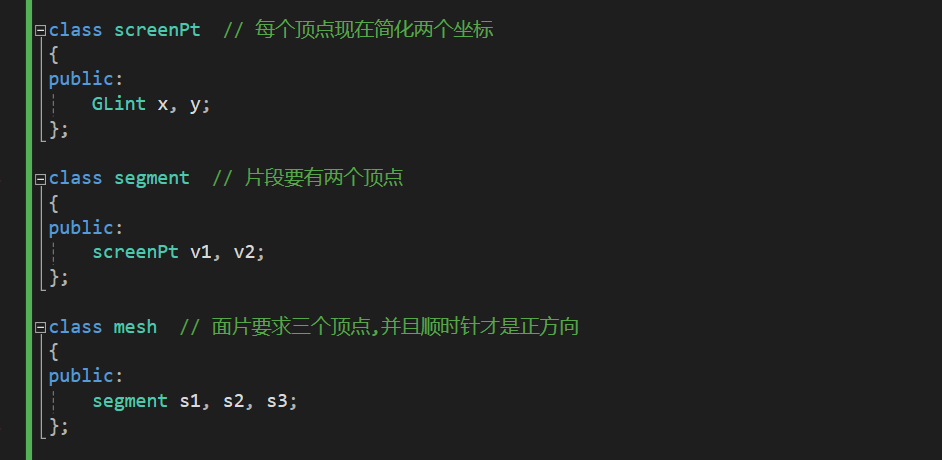 class screenPt  // 每个顶点现在简化两个坐标
{
public:
    GLint x, y;
};
class segment  // 片段要有两个顶点
{
public:
    screenPt v1, v2;
};
class mesh  // 面片要求三个顶点,并且顺时针才是正方向
{
public:
    segment s1, s2, s3;
};